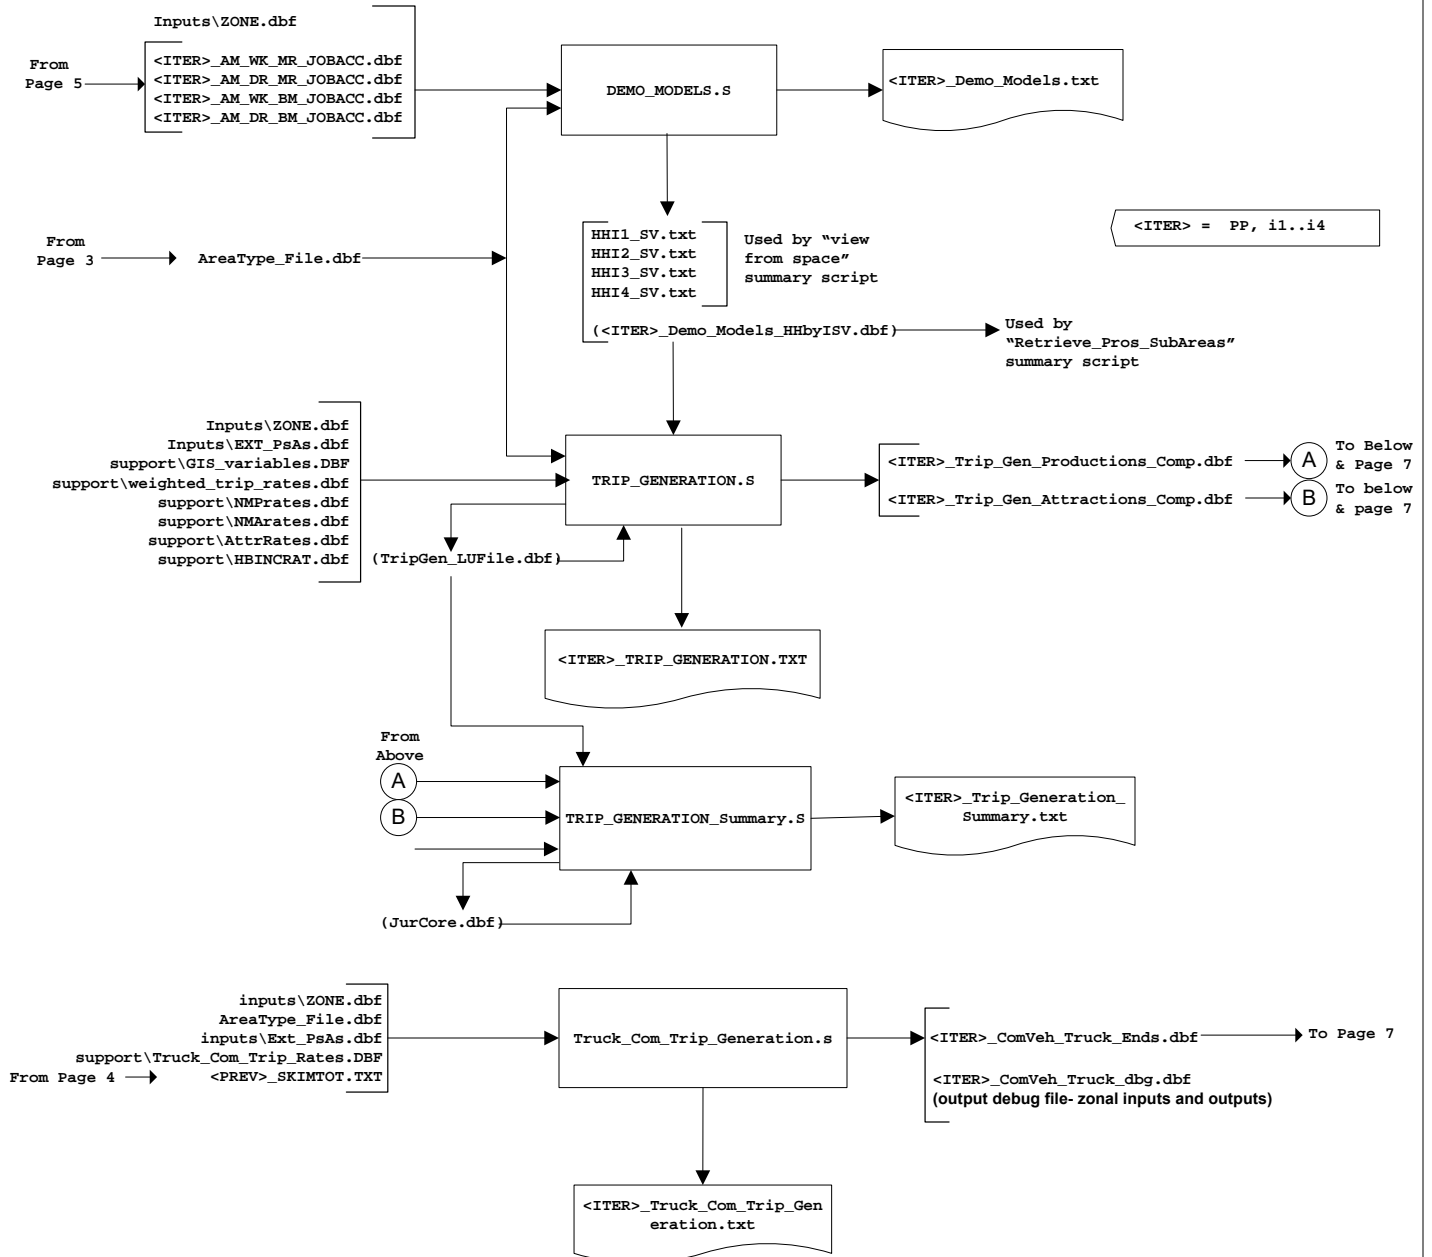 Inputs\ZONE.dbf
From
Page 5
<ITER>_AM_WK_MR_JOBACC.dbf
<ITER>_AM_DR_MR_JOBACC.dbf
<ITER>_AM_WK_BM_JOBACC.dbf
<ITER>_AM_DR_BM_JOBACC.dbf
DEMO_MODELS.S
<ITER>_Demo_Models.txt
<ITER> =  PP, i1..i4
From
Page 3
AreaType_File.dbf
HHI1_SV.txt
HHI2_SV.txt
HHI3_SV.txt
HHI4_SV.txt
Used by “view
from space”
summary script
(<ITER>_Demo_Models_HHbyISV.dbf)
Used by
“Retrieve_Pros_SubAreas”
summary script
Inputs\ZONE.dbf
Inputs\EXT_PsAs.dbf
support\GIS_variables.DBF
support\weighted_trip_rates.dbf
support\NMPrates.dbf
support\NMArates.dbf
support\AttrRates.dbf
support\HBINCRAT.dbf
TRIP_GENERATION.S
<ITER>_Trip_Gen_Productions_Comp.dbf
A
To Below
& Page 7
<ITER>_Trip_Gen_Attractions_Comp.dbf
B
To below
& page 7
(TripGen_LUFile.dbf)
<ITER>_TRIP_GENERATION.TXT
From
Above
A
B
TRIP_GENERATION_Summary.S
<ITER>_Trip_Generation_
Summary.txt
(JurCore.dbf)
inputs\ZONE.dbf
AreaType_File.dbf
inputs\Ext_PsAs.dbf
support\Truck_Com_Trip_Rates.DBF
From Page 4
<PREV>_SKIMTOT.TXT
Truck_Com_Trip_Generation.s
<ITER>_ComVeh_Truck_Ends.dbf
To Page 7
<ITER>_ComVeh_Truck_dbg.dbf
(output debug file- zonal inputs and outputs)
<ITER>_Truck_Com_Trip_Gen
eration.txt